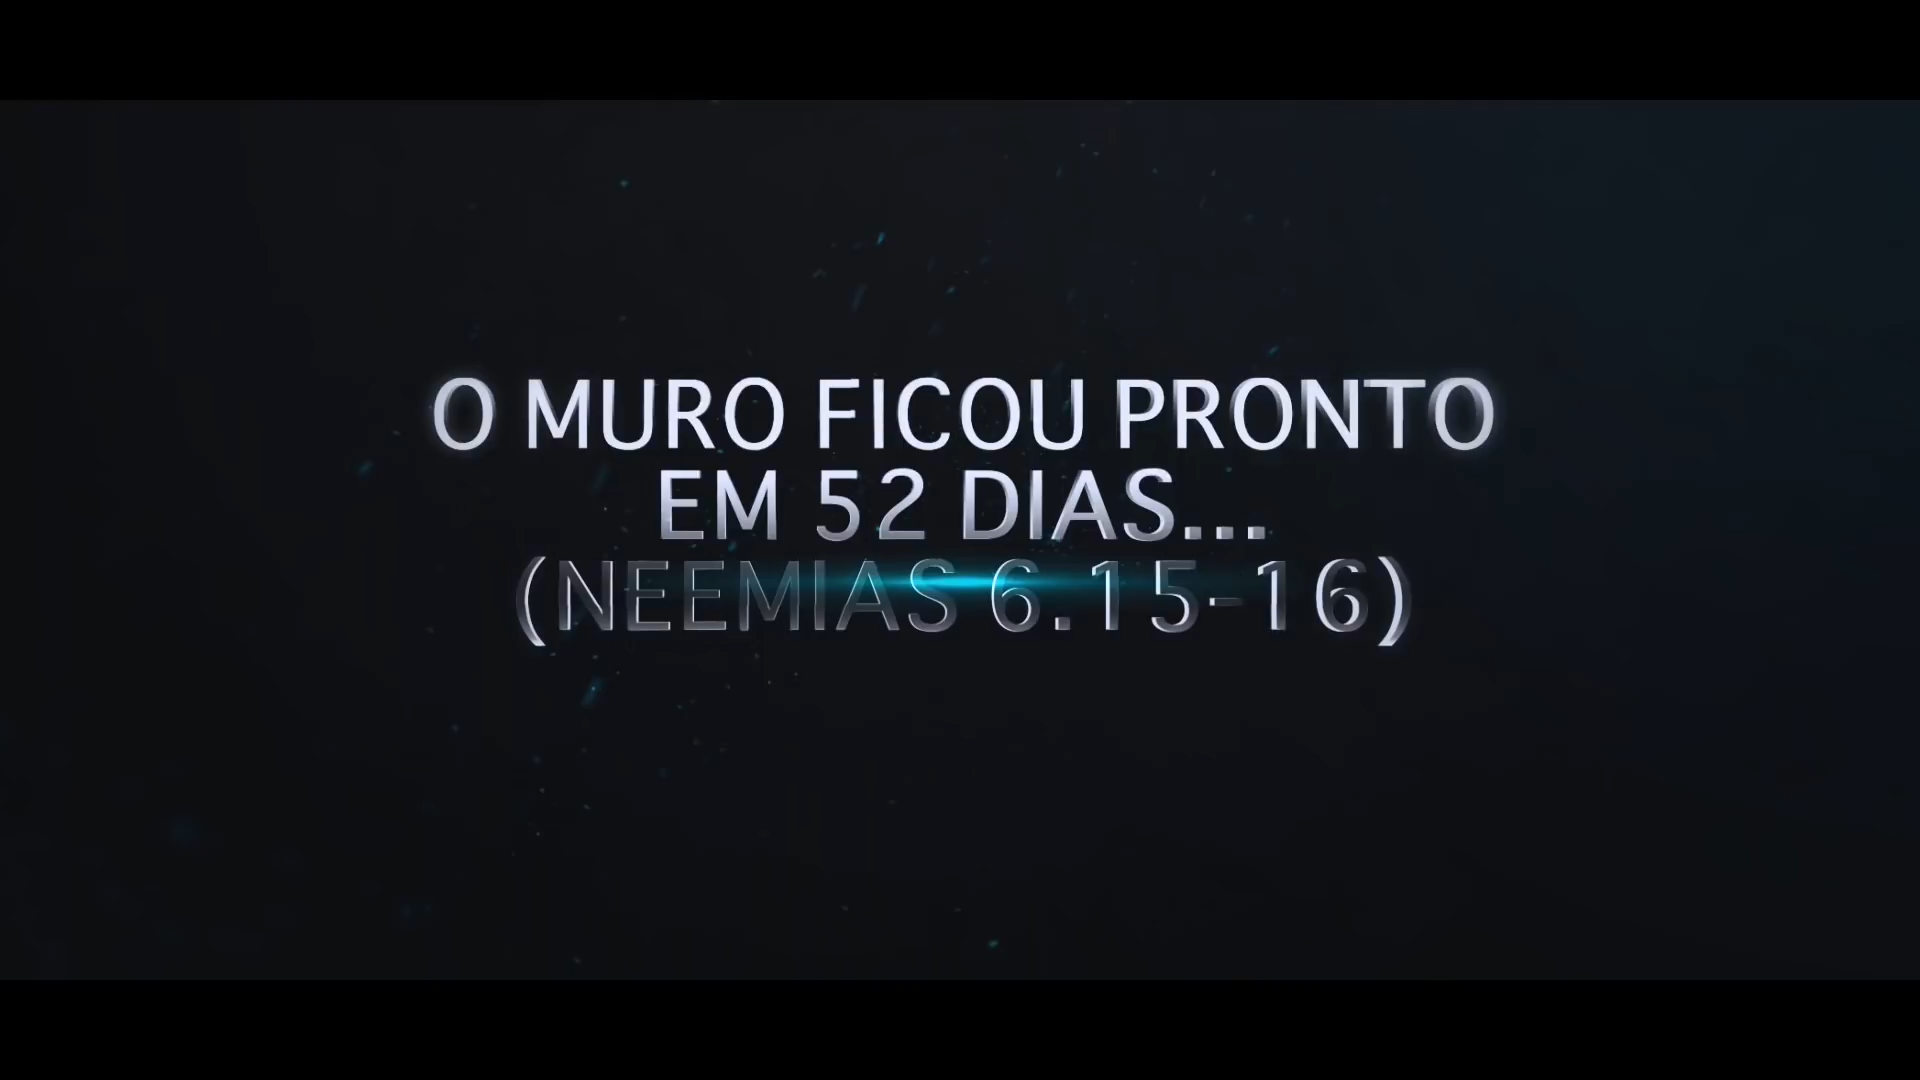 O MURO FICOU PRONTO
EM 52 DIAS...
(NEEMIAS 6.15-16)